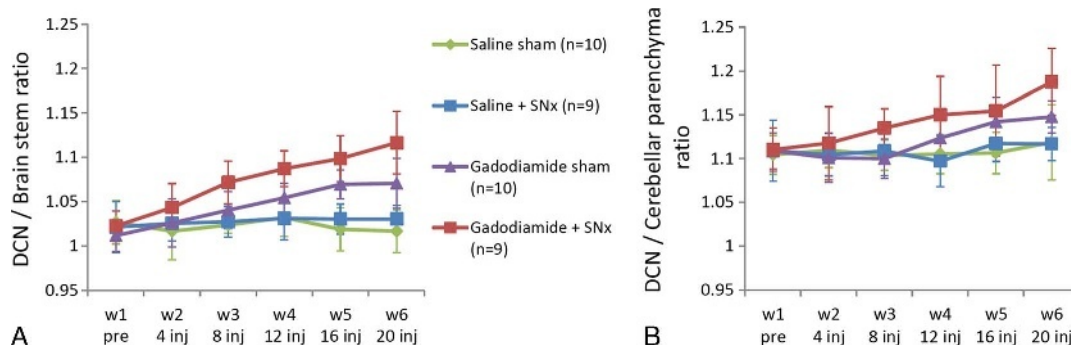 A
DCN / Brain stem ratio
1.25
1.2
1.15
1.10
1.05
1
0.95
w1 w2 w3 w4 w5 w6
pre 4 inj 8 inj 12 inj 16 inj 20 inj
Saline sham (n=10)
Saline + SNx (n=9)
Gadodiamide sham
(n=10)
Gadodiamide + SNx
(n=9)
B
DCN / Cerebellar parenchyma
ratio
1.25
1.2
1.15
1.10
1.05
1
0.95
w1 w2 w3 w4 w5 w6
pre 4 inj 8 inj 12 inj 16 inj 20 inj